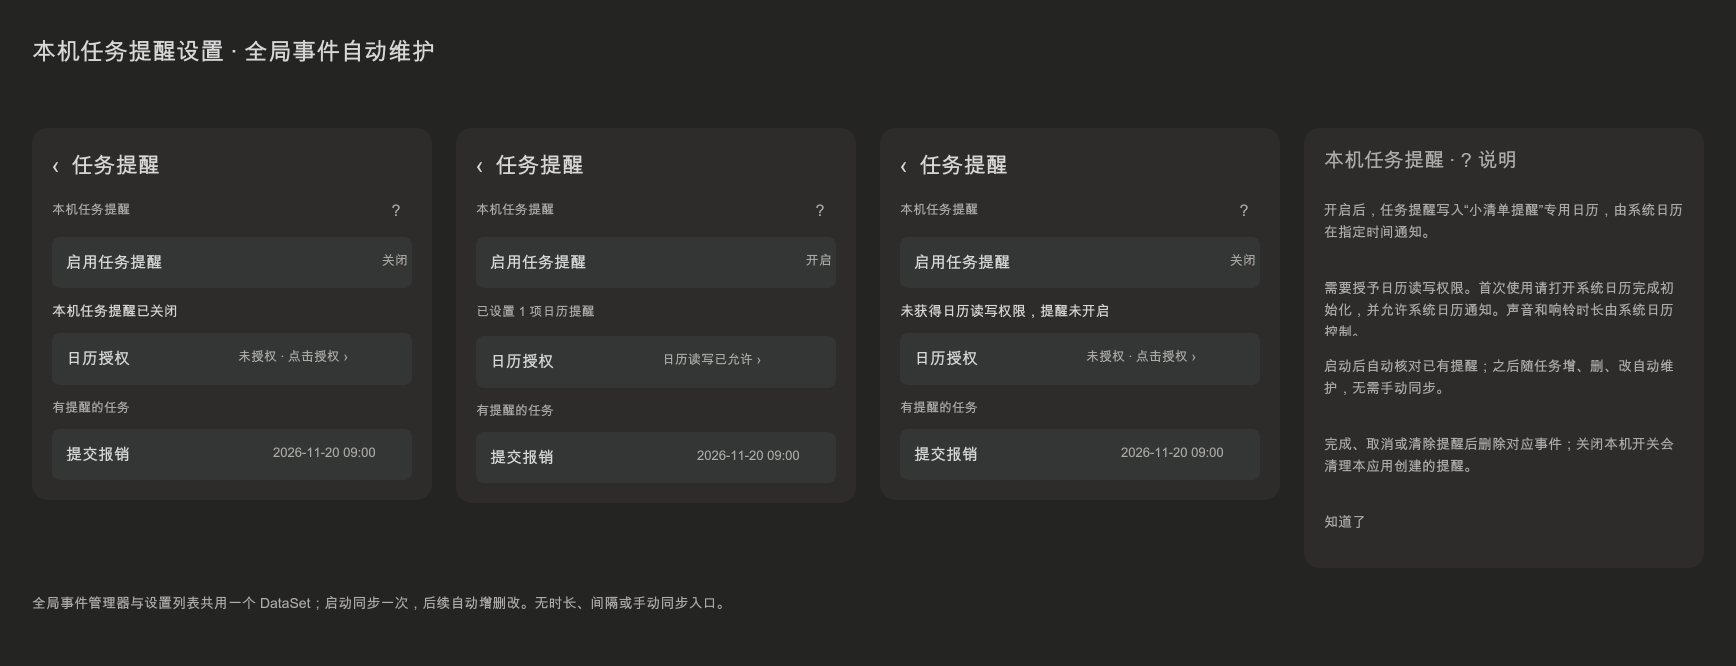 本机任务提醒设置 · 全局事件自动维护
‹ 任务提醒
本机任务提醒 ?
启用任务提醒 关闭
本机任务提醒已关闭
日历授权 未授权 · 点击授权 ›
有提醒的任务
提交报销 2026-11-20 09:00
‹ 任务提醒
本机任务提醒 ?
启用任务提醒 开启
已设置 1 项日历提醒
日历授权 日历读写已允许 ›
有提醒的任务
提交报销 2026-11-20 09:00
‹ 任务提醒
本机任务提醒 ?
启用任务提醒 关闭
未获得日历读写权限，提醒未开启
日历授权 未授权 · 点击授权 ›
有提醒的任务
提交报销 2026-11-20 09:00
本机任务提醒 · ? 说明
开启后，任务提醒写入“小清单提醒”专用日历，由系统日历
在指定时间通知。
需要授予日历读写权限。首次使用请打开系统日历完成初
始化，并允许系统日历通知。声音和响铃时长由系统日历
控制。
启动后自动核对已有提醒；之后随任务增、删、改自动维
护，无需手动同步。
完成、取消或清除提醒后删除对应事件；关闭本机开关会
清理本应用创建的提醒。
知道了
全局事件管理器与设置列表共用一个 DataSet；启动同步一次，后续自动增删改。无时长、间隔或手动同步入口。